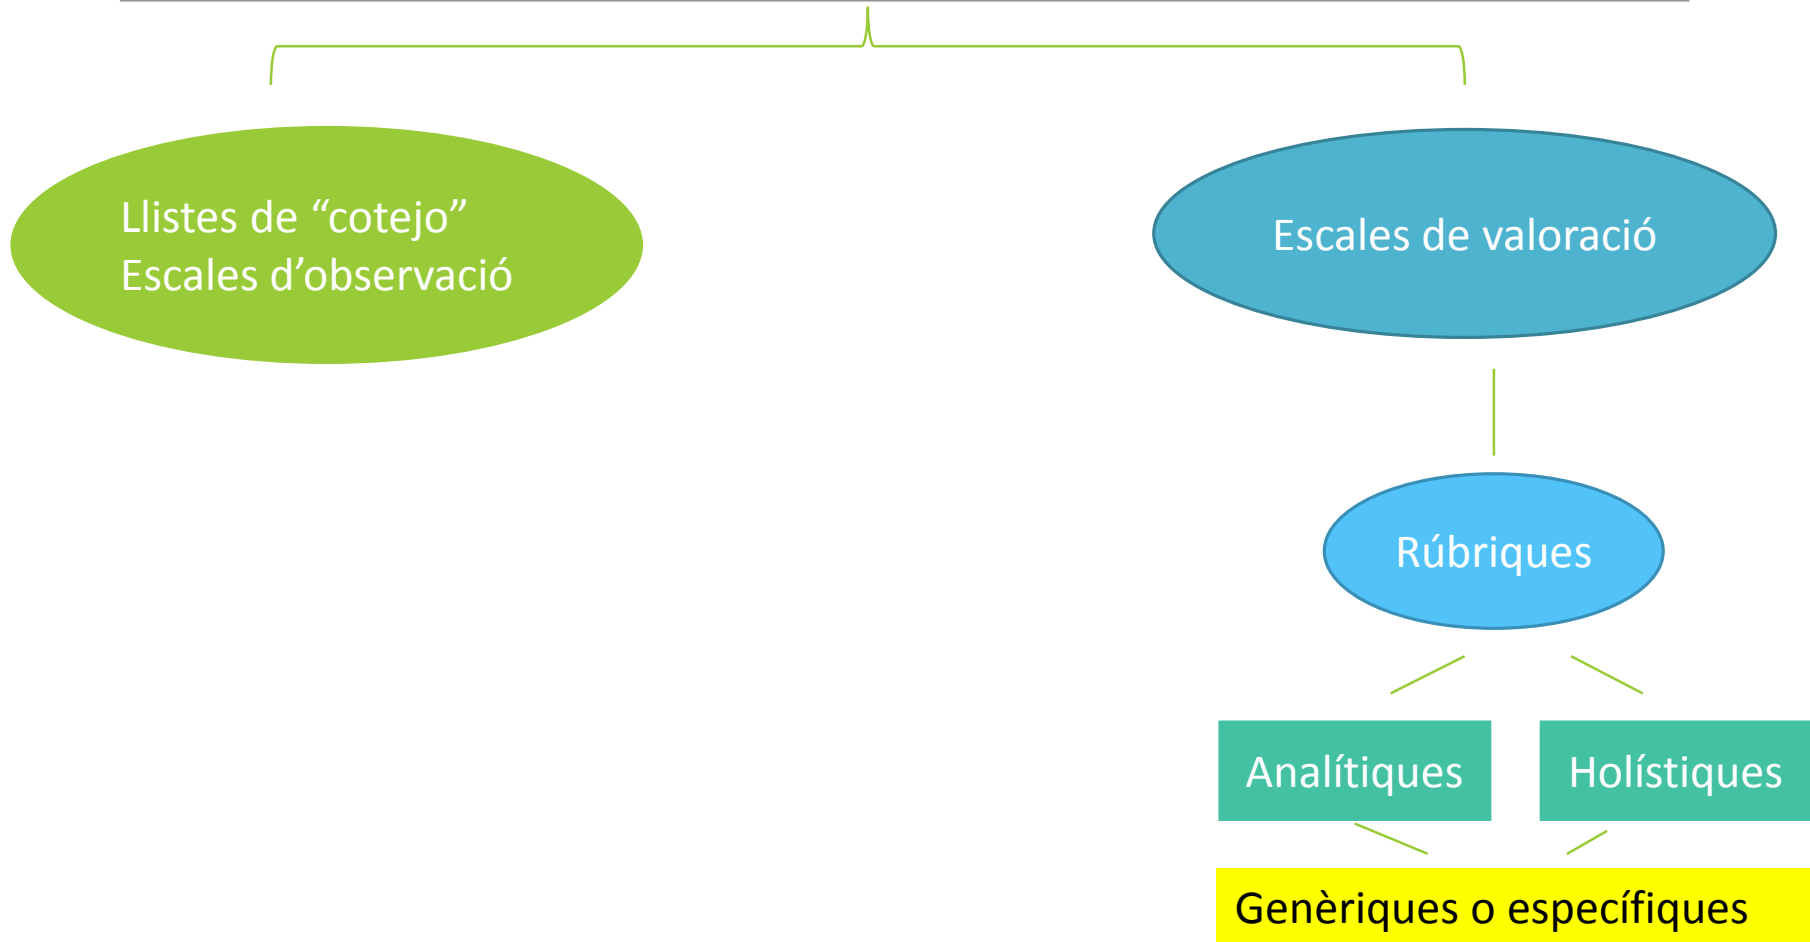 Llistes de “cotejo”
Escales d’observació
Escales de valoració
Rúbriques
Analítiques
Holístiques
Genèriques o específiques